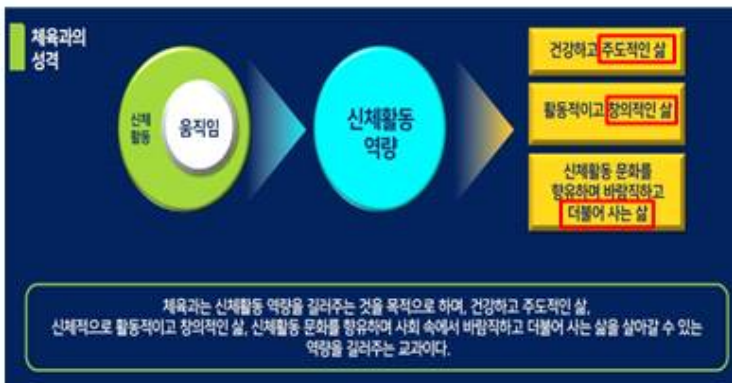 체육과의
성격
신체
활동
움직임
신체활동
역량
건강하고 주도적인 삶
활동적이고 창의적인 삶
신체활동 문화를
향유하며 바람직하고
더불어 사는 삶
체육과는 신체활동 역량을 길러주는 것을 목적으로 하며, 건강하고 주도적인 삶,
신체적으로 활동적이고 창의적인 삶, 신체활동 문화를 향유하며 사회 속에서 바람직하고 더불어 사는 삶을 살아갈 수 있는
역량을 길러주는 교과이다.